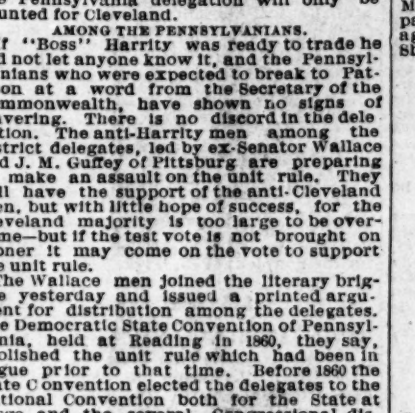 Pennsylvania delegation will only be
unted for Cleveland.
AMONG THE PENNSYLVANIANS.
f "Boss" Harrity was ready to trade he
d not let anyone know it, and the Pennsyl-
nians who were expected to break to Pat-
on at a word from the Secretary of the
mmonwealth, have shown no signs of
avering. There is no discord in the dele
tion. The anti-Harrity men among the
strict delegates, led by ex-Senator Wallace
d J. M. Guffey of Pittsburg are preparing
make an assault on the unit rule. They
ll have the support of the anti-Cleveland
en, but with little hope of success, for the
eveland majority is too large to be over-
me—but if the test vote is not brought on
oner it may come on the vote to support
e unit rule.
The Wallace men joined the literary brig-
e yesterday and issued a printed argu-
ent for distribution among the delegates.
e Democratic State Convention of Pennsyl-
nia, held at Reading in 1860, they say,
olished the unit rule which had been in
gue prior to that time. Before 1860 the
ate Convention elected the delegates to the
tional Convention both for the State at